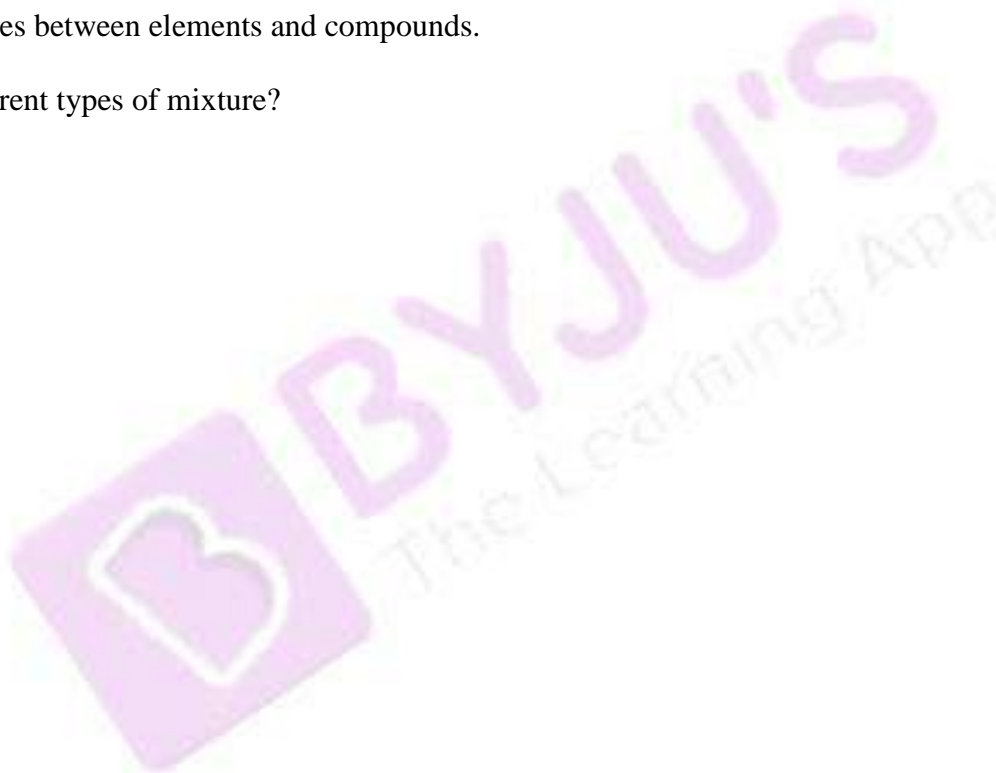 es between elements and compounds.
rent types of mixture?
BYJU'S
The Learning App